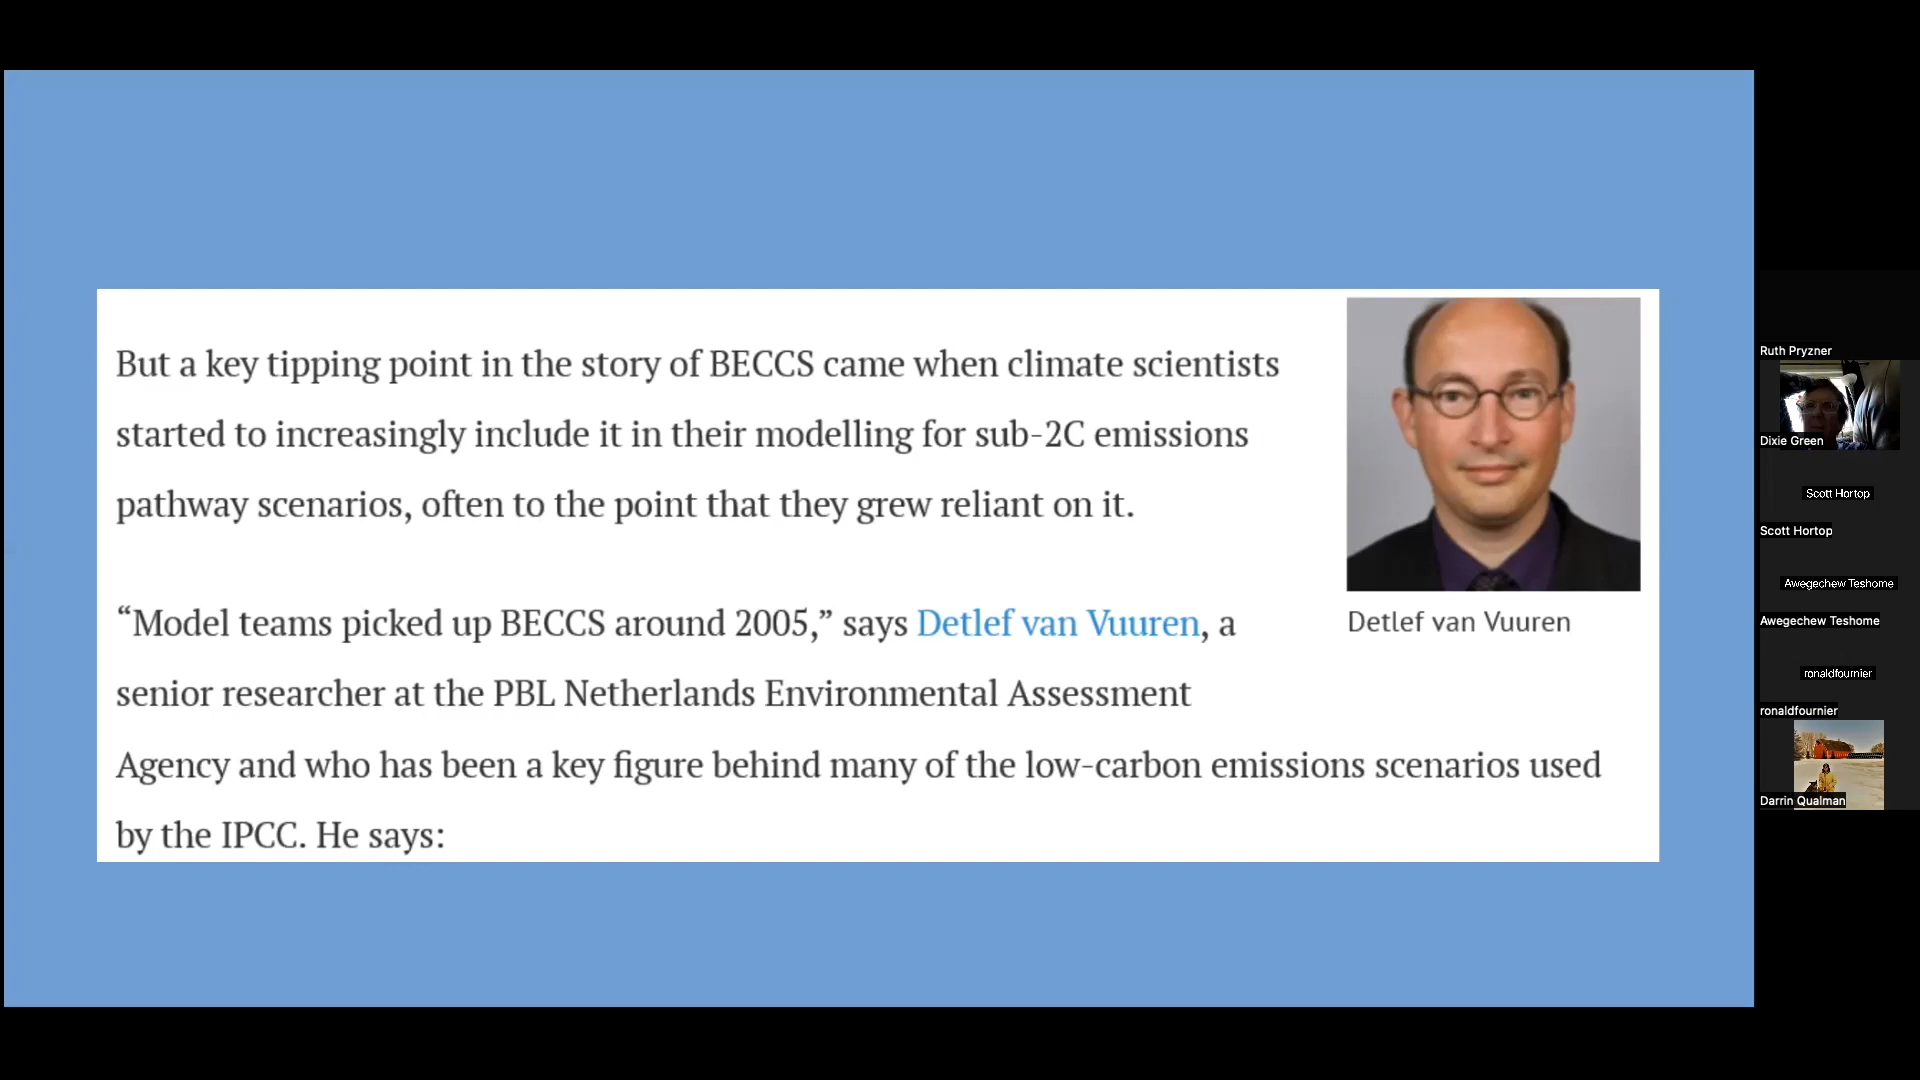 But a key tipping point in the story of BECCS came when climate scientists
started to increasingly include it in their modelling for sub-2C emissions
pathway scenarios, often to the point that they grew reliant on it.
“Model teams picked up BECCS around 2005,” says Detlef van Vuuren, a
senior researcher at the PBL Netherlands Environmental Assessment
Agency and who has been a key figure behind many of the low-carbon emissions scenarios used
by the IPCC. He says:
Detlef van Vuuren
Ruth Pryzner
Dixie Green
Scott Hortop
Scott Hortop
Awegechew Teshome
Awegechew Teshome
ronaldfournier
ronaldfournier
Darrin Qualman